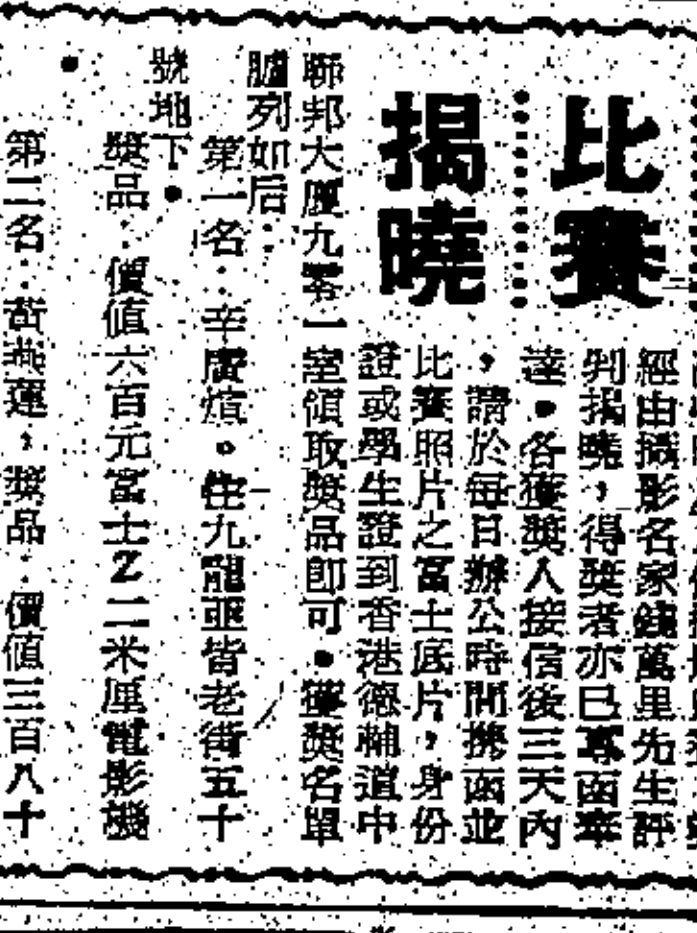 比賽
揭曉
經由攝影名家錢萬里先生評
判揭曉，得獎者亦已專函奉
達。各獲獎人接信後三天內
，請於每日辦公時間携函並
比賽照片之富士底片，身份
證或學生證到香港德輔道中
聯邦大厦九零一室領取獎品即可。獲獎名單
臚列如后：
第一名：辛廣煊。住九龍亞皆老街五十
號地下。
獎品：價值六百元富士Z二米厘電影機
。
第二名：黃燕運，獎品：價值三百八十